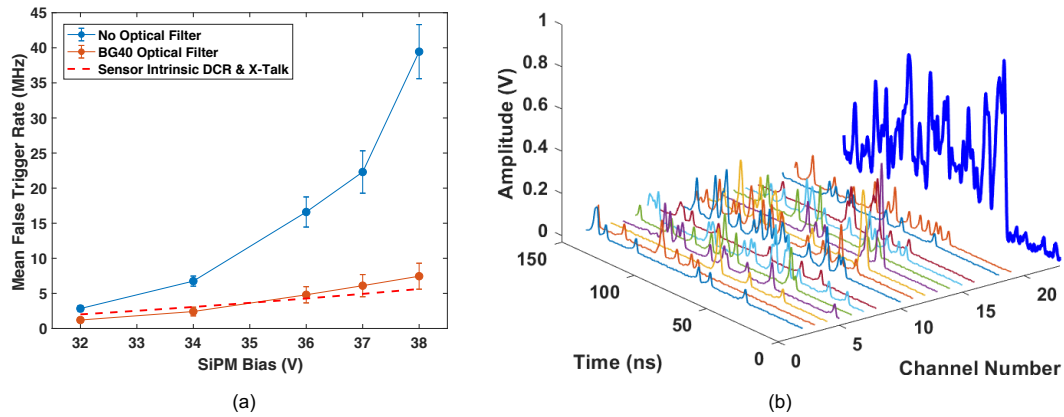 45
40
35
30
25
20
15
10
5
0
Mean False Trigger Rate (MHz)
No Optical Filter
BG40 Optical Filter
Sensor Intrinsic DCR & X-Talk
32 33 34 35 36 37 38
SiPM Bias (V)
(a)
1
0.8
0.6
0.4
0.2
0
Amplitude (V)
150
100
50
0
Time (ns)
0
5
10
15
20
Channel Number
(b)